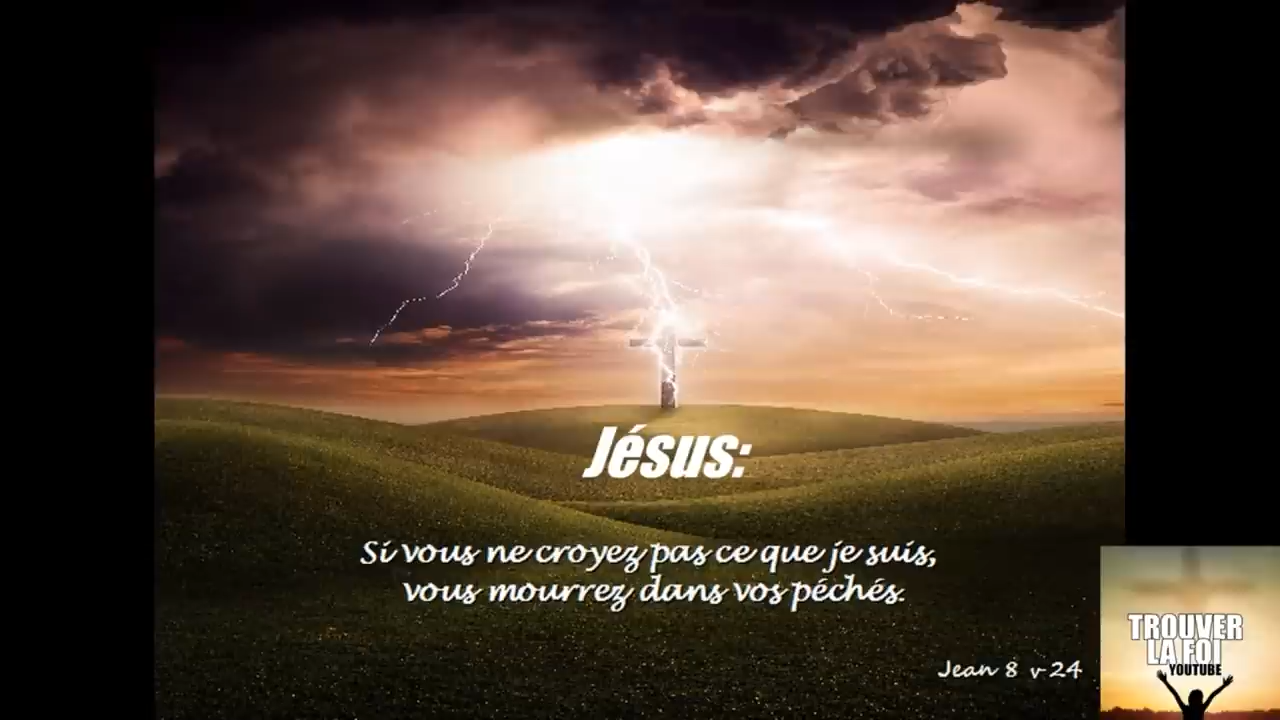 Jésus:
Si vous ne croyez pas ce que je suis,
vous mourrez dans vos péchés.
Jean 8 v 24
TROUVER
LA FOI
YOUTUBE